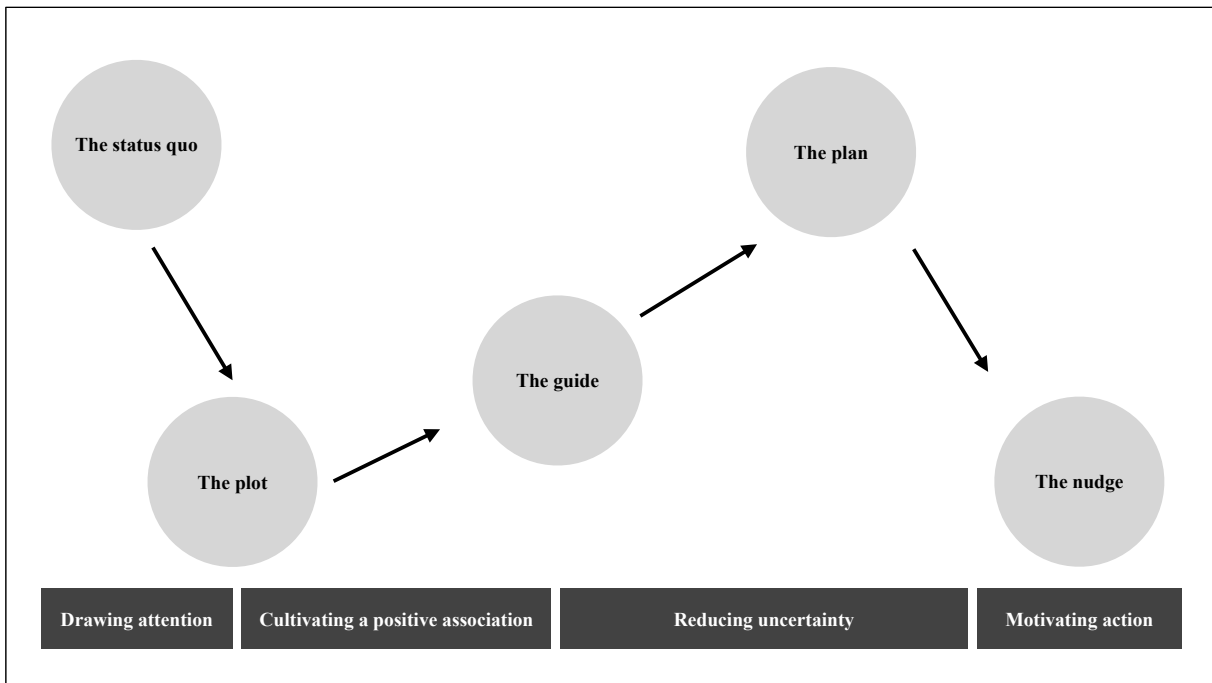 The status quo
The plot
The guide
The plan
The nudge
Drawing attention
Cultivating a positive association
Reducing uncertainty
Motivating action